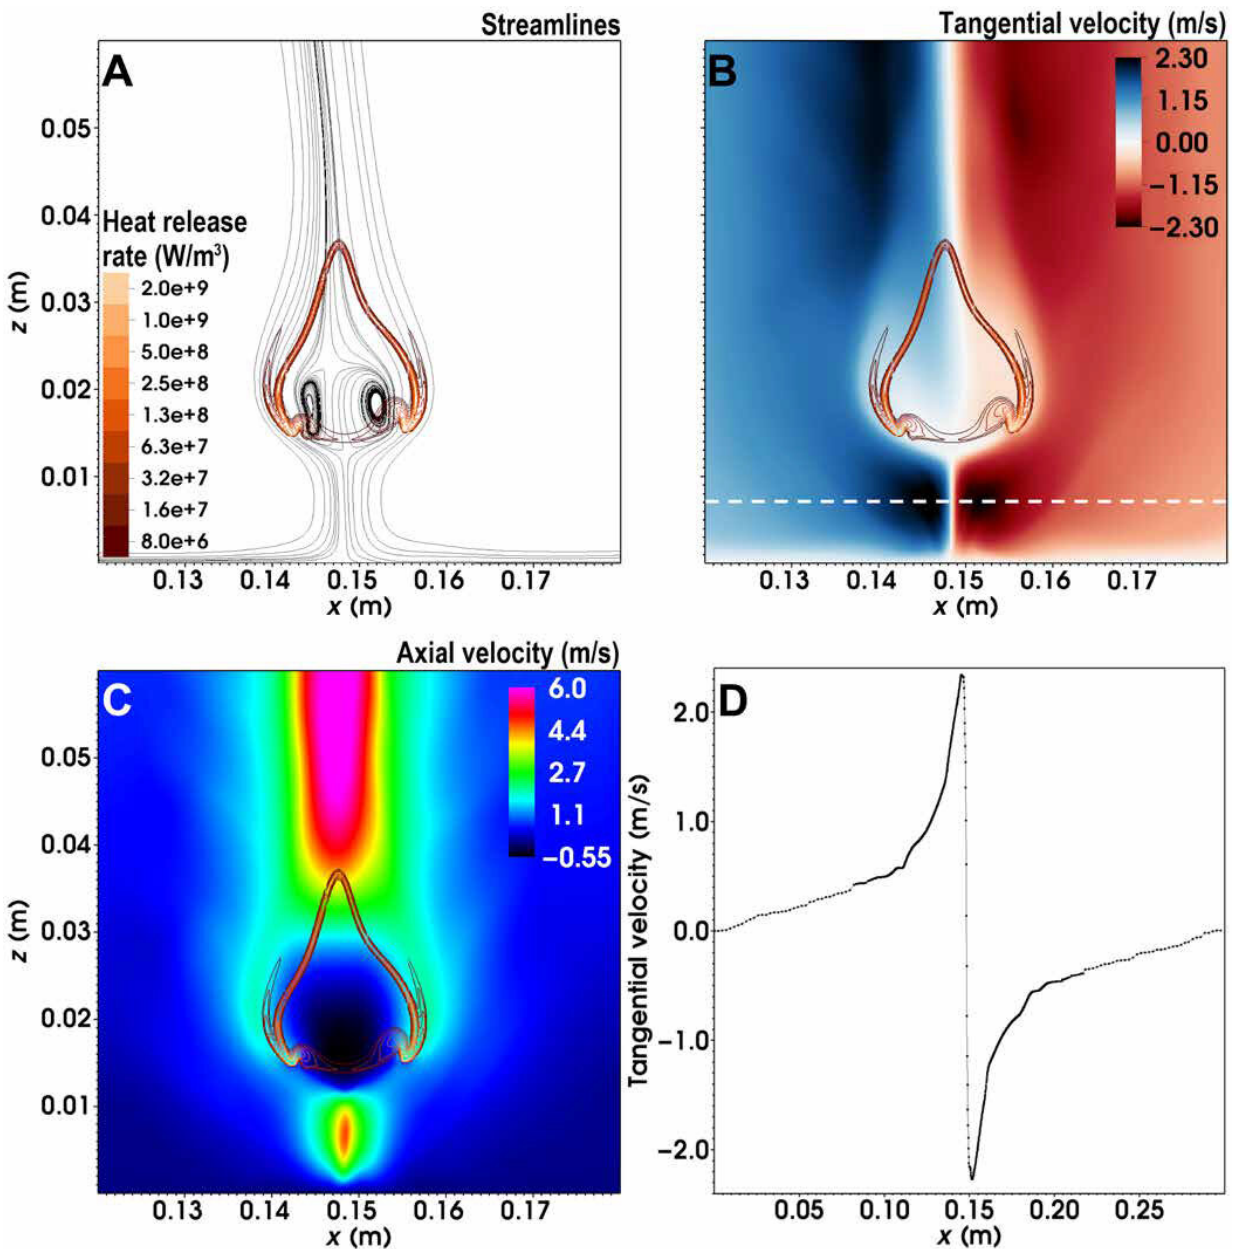 Streamlines
A
0.05
0.04
0.03
0.02
0.01
z (m)
Heat release
rate (W/m³)
2.0e+9
1.0e+9
5.0e+8
2.5e+8
1.3e+8
6.3e+7
3.2e+7
1.6e+7
8.0e+6
0.13 0.14 0.15 0.16 0.17
x (m)
Tangential velocity (m/s)
B
2.30
1.15
0.00
−1.15
−2.30
0.13 0.14 0.15 0.16 0.17
x (m)
Axial velocity (m/s)
C
6.0
4.4
2.7
1.1
−0.55
0.05
0.04
0.03
0.02
0.01
z (m)
0.13 0.14 0.15 0.16 0.17
x (m)
D
2.0
1.0
0.0
−1.0
−2.0
Tangential velocity (m/s)
0.05 0.10 0.15 0.20 0.25
x (m)